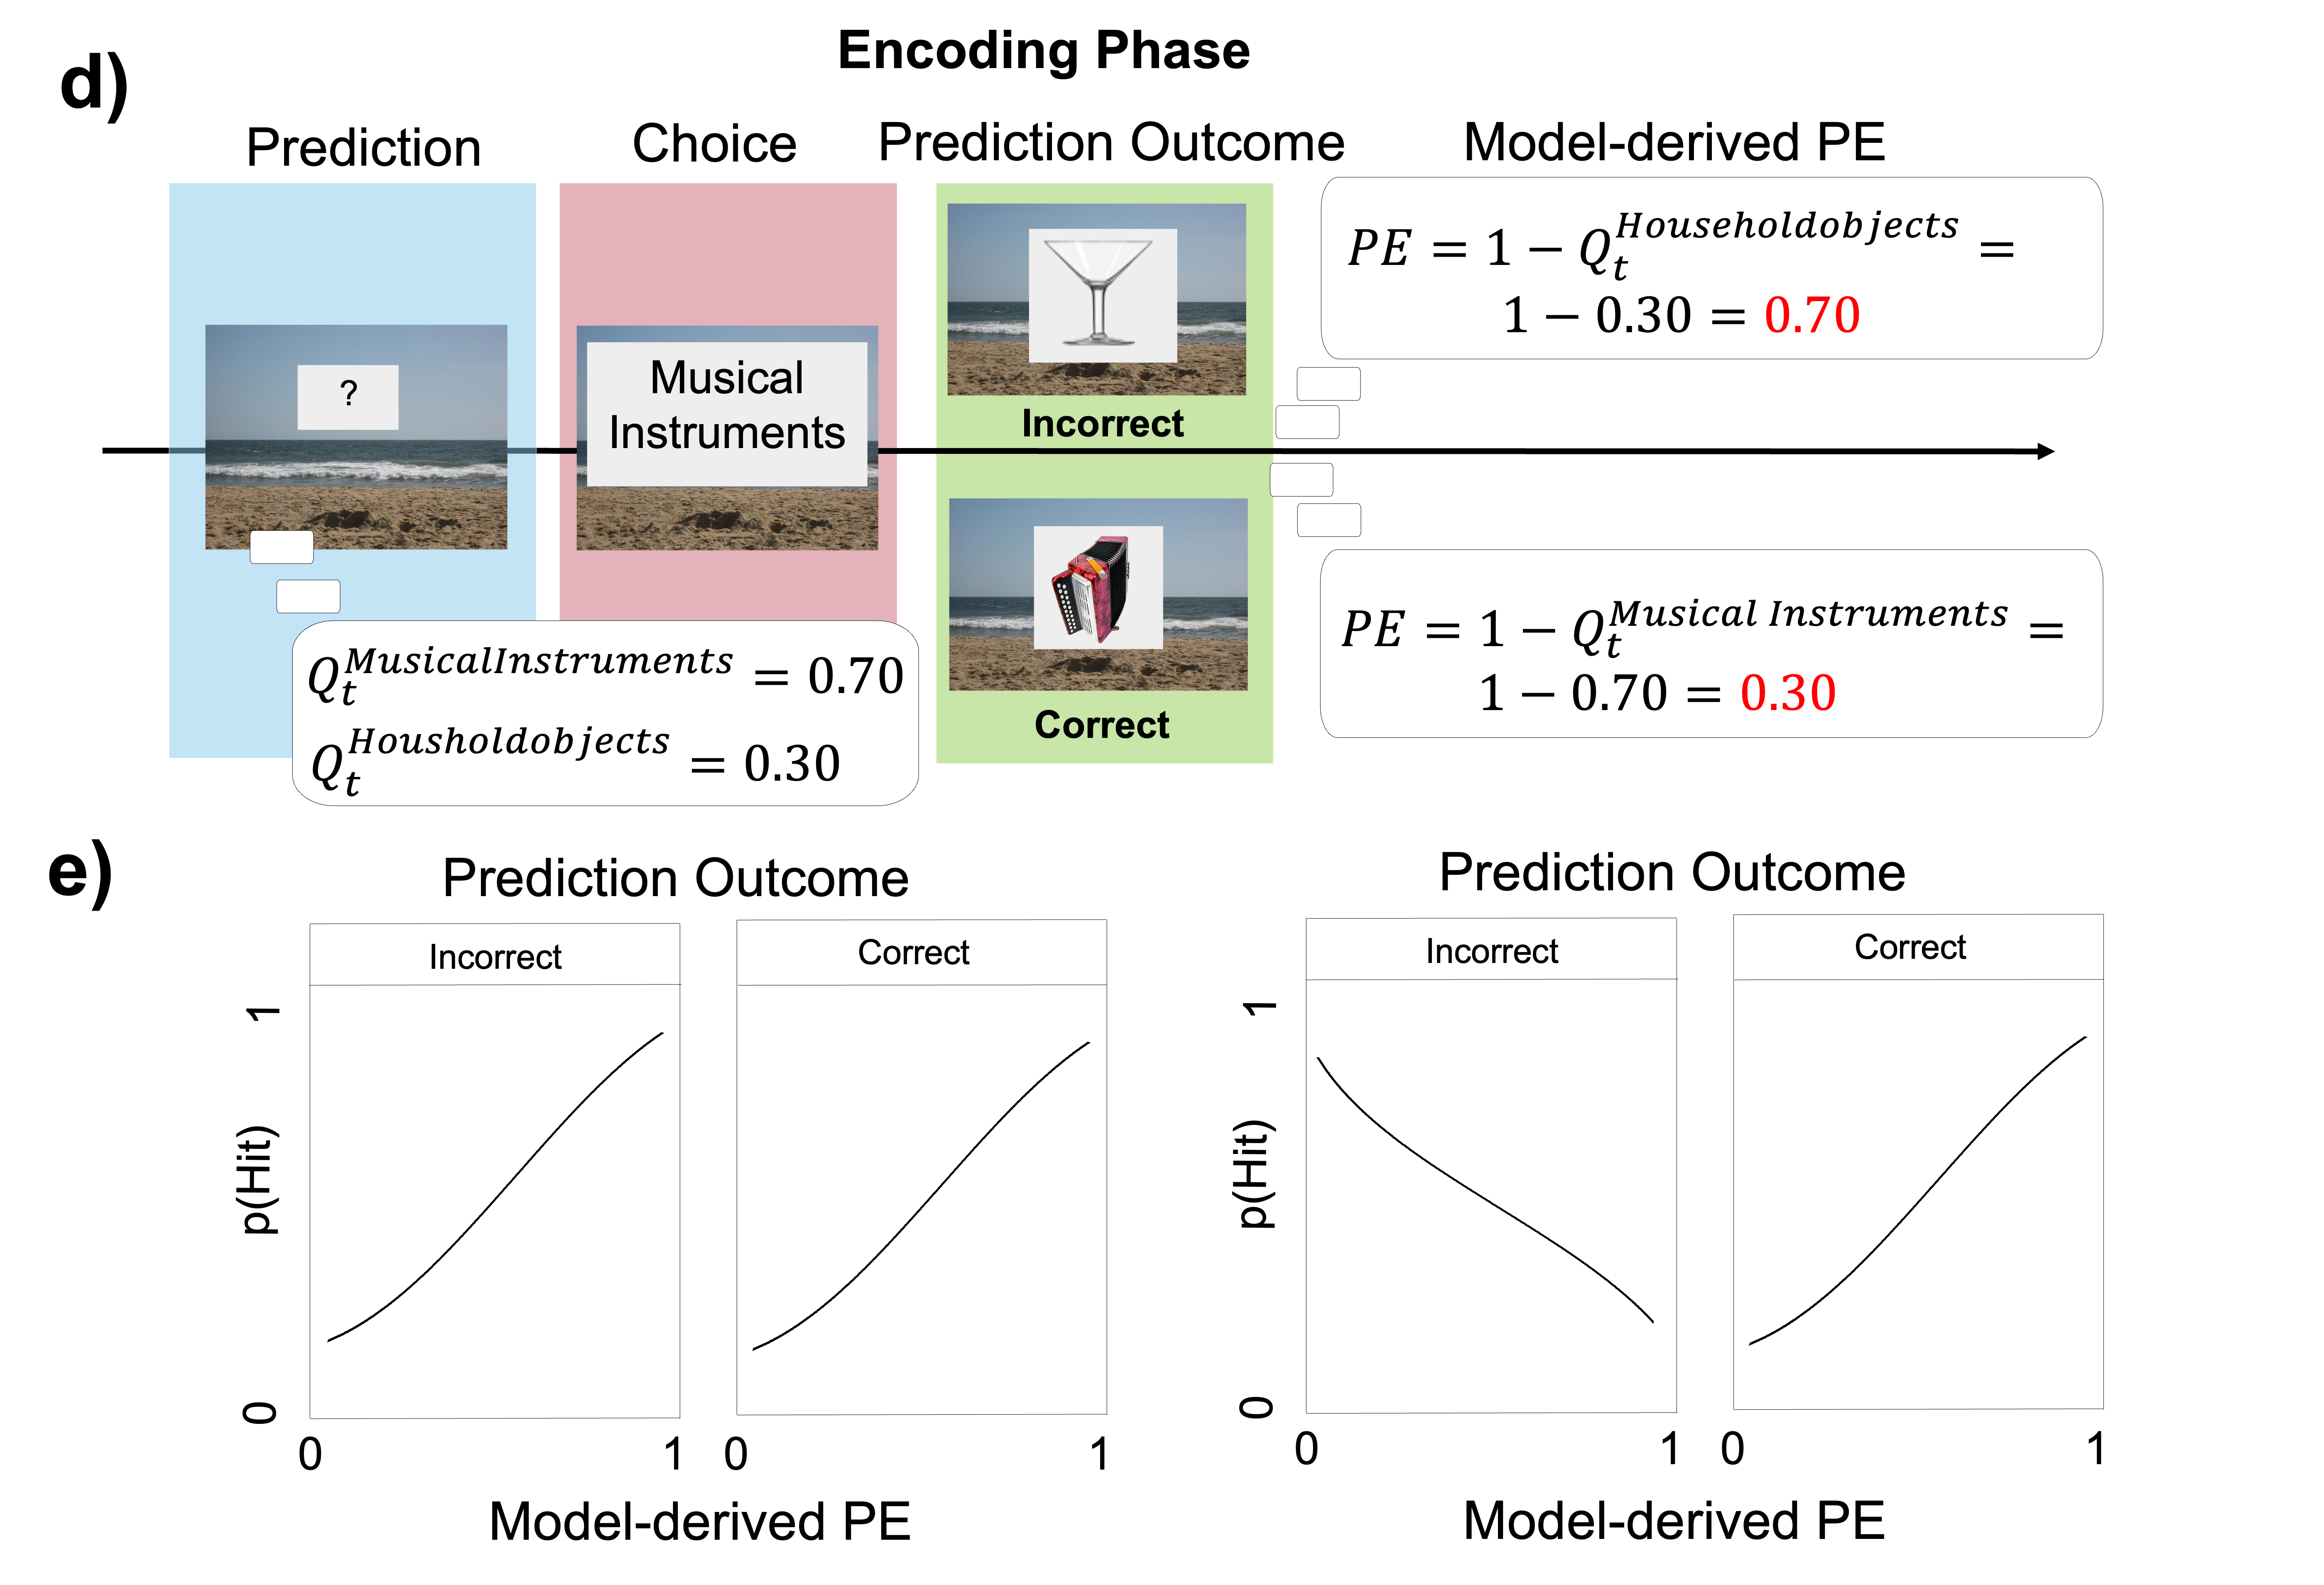 d)
Encoding Phase
Prediction
Choice
Prediction Outcome
Model-derived PE
?
Musical
Instruments
Incorrect
Correct
Q_t^{MusicalInstruments} = 0.70
Q_t^{Housholdobjects} = 0.30
PE = 1 − Q_t^{Householdobjects} =
1 − 0.30 = 0.70
PE = 1 − Q_t^{Musical Instruments} =
1 − 0.70 = 0.30
e)
Prediction Outcome
Incorrect
Correct
1
p(Hit)
0
0
1
0
1
Model-derived PE
Prediction Outcome
Incorrect
Correct
1
p(Hit)
0
0
1
0
1
Model-derived PE